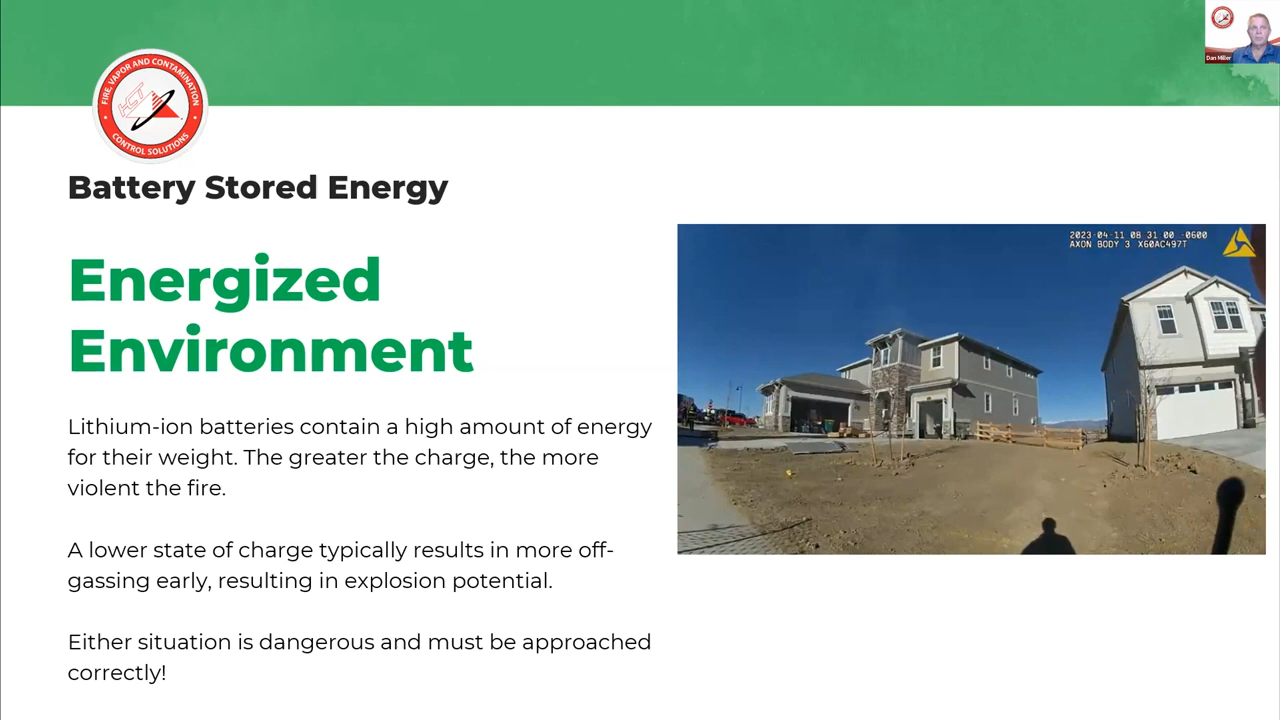 FIRE, VAPOR AND CONTAMINATION
HCT
CONTROL SOLUTIONS
Dan Miller
Battery Stored Energy
Energized
Environment
2023-04-11 08:31:00 -0600
AXON BODY 3 X60AC497T
Lithium-ion batteries contain a high amount of energy
for their weight. The greater the charge, the more
violent the fire.
A lower state of charge typically results in more off-
gassing early, resulting in explosion potential.
Either situation is dangerous and must be approached
correctly!